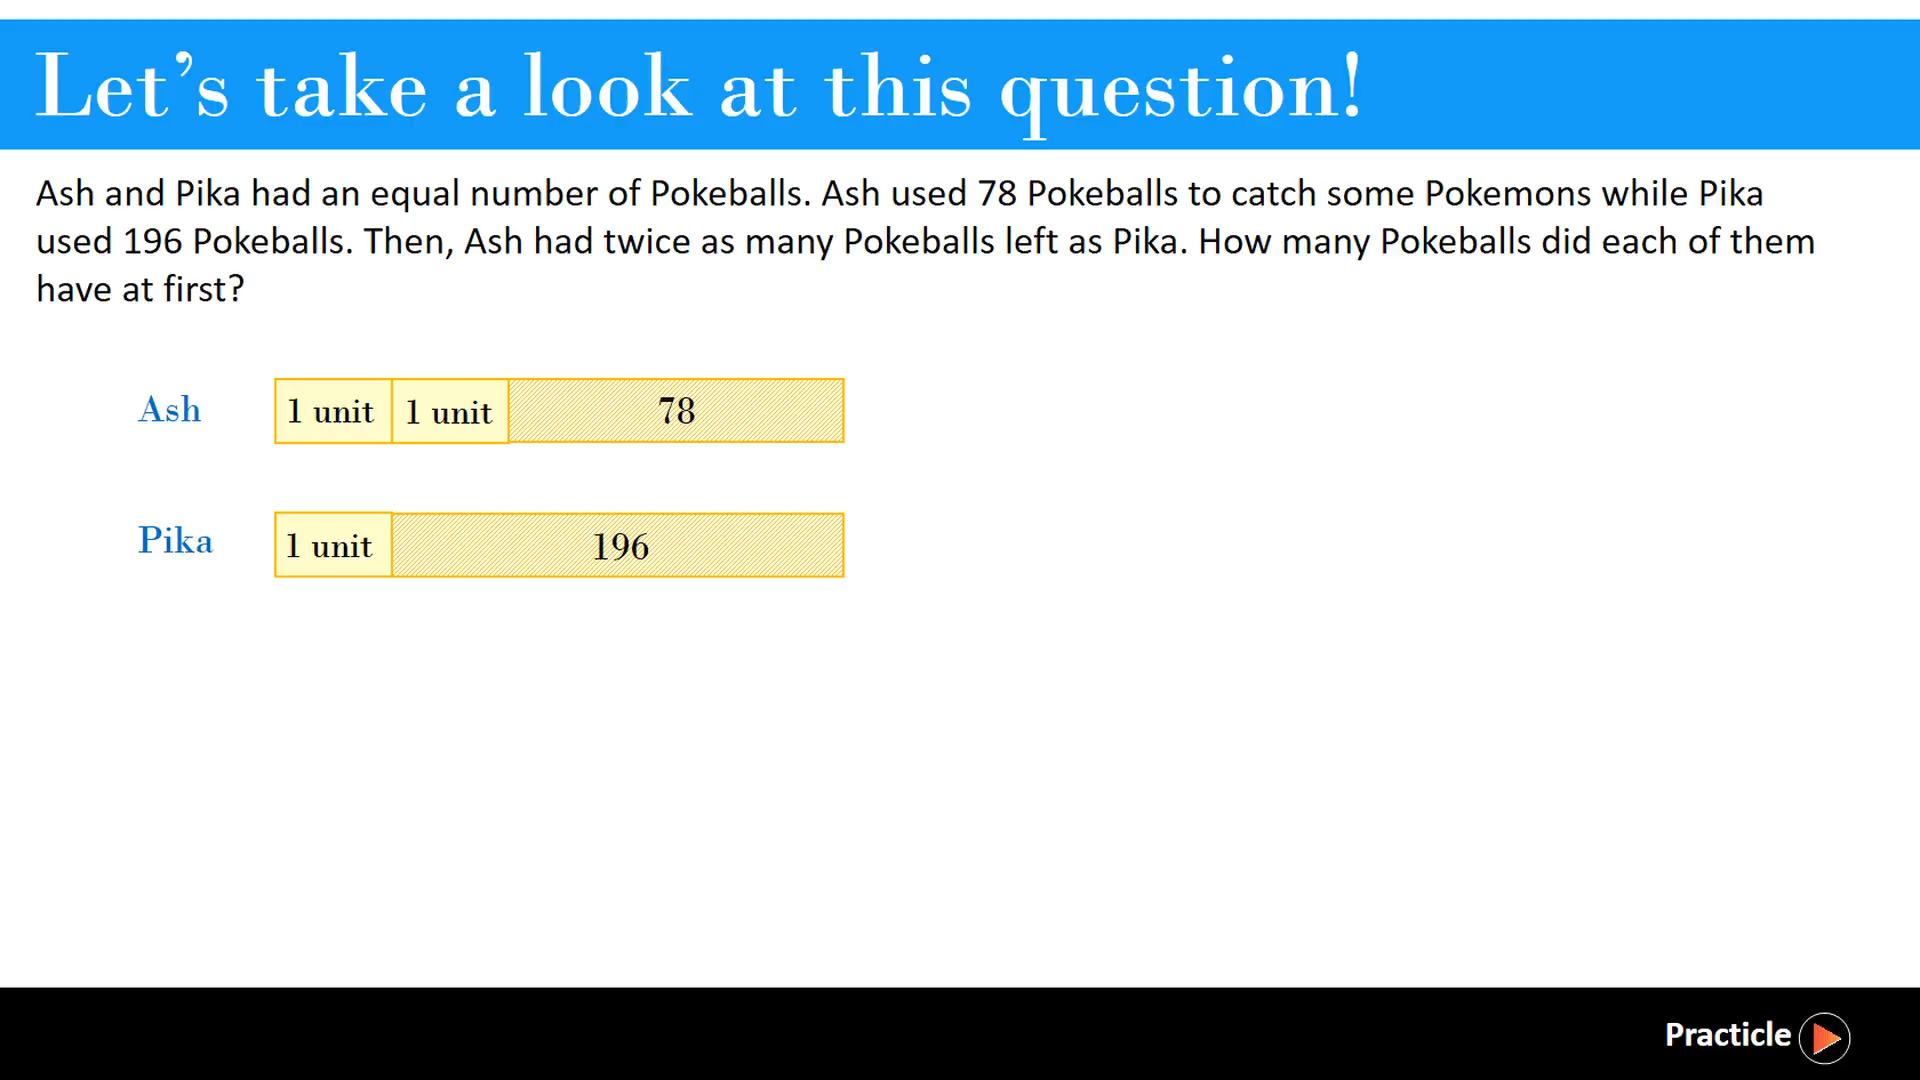 Let’s take a look at this question!
Ash and Pika had an equal number of Pokeballs. Ash used 78 Pokeballs to catch some Pokemons while Pika
used 196 Pokeballs. Then, Ash had twice as many Pokeballs left as Pika. How many Pokeballs did each of them
have at first?
Ash 1 unit 1 unit 78
Pika 1 unit 196
Practicle